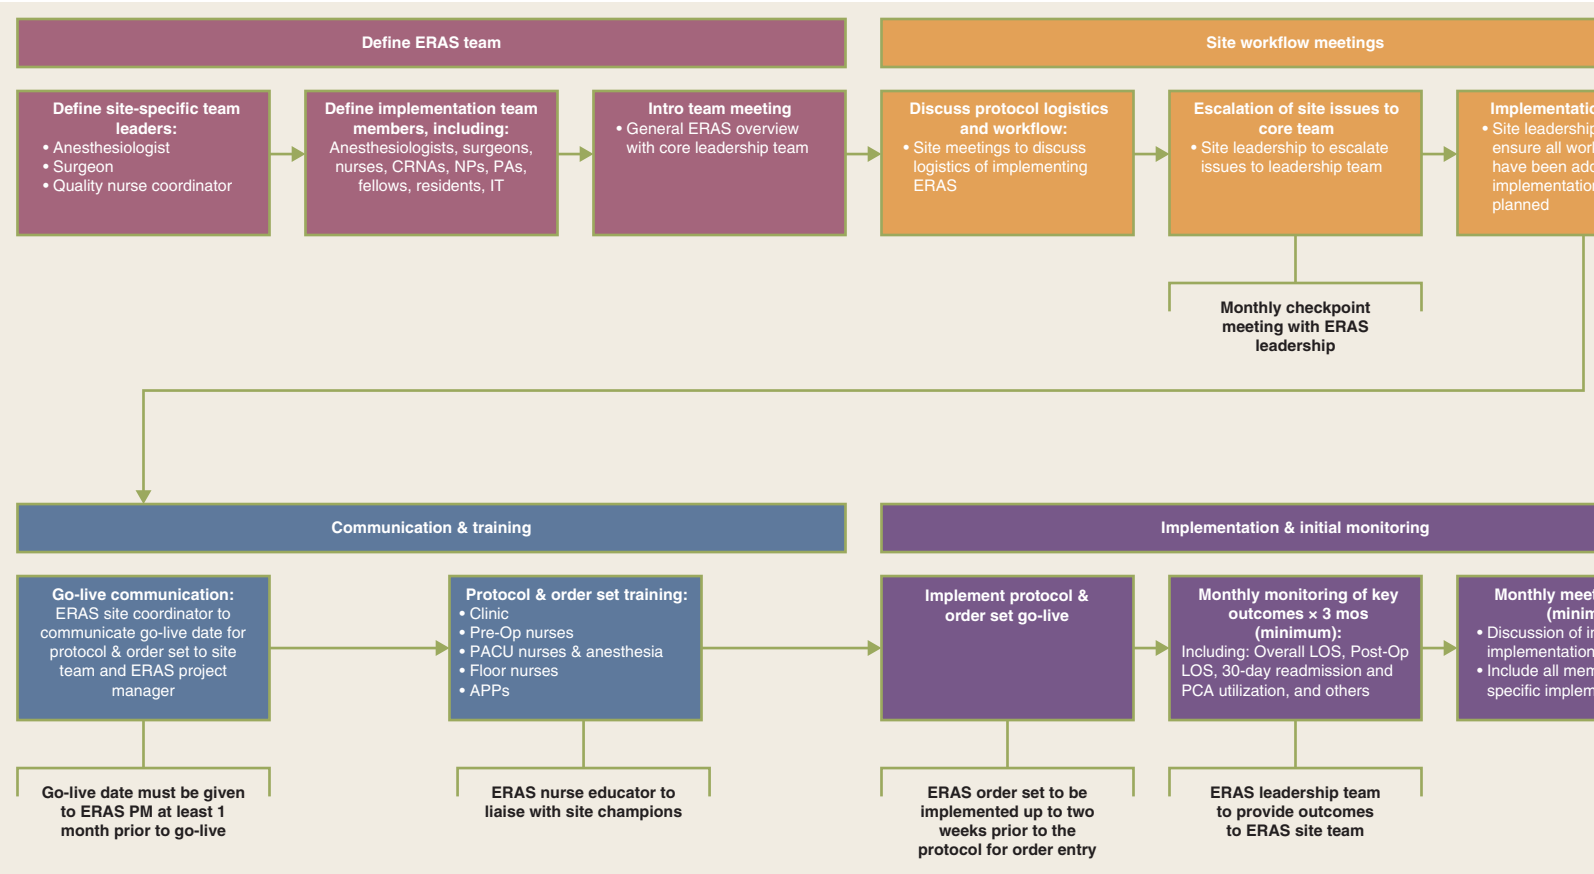 Define ERAS team
Site workflow meetings
Define site-specific team
leaders:
• Anesthesiologist
• Surgeon
• Quality nurse coordinator
Define implementation team
members, including:
Anesthesiologists, surgeons,
nurses, CRNAs, NPs, PAs,
fellows, residents, IT
Intro team meeting
• General ERAS overview
with core leadership team
Discuss protocol logistics
and workflow:
• Site meetings to discuss
logistics of implementing
ERAS
Escalation of site issues to
core team
• Site leadership to escalate
issues to leadership team
• Site leadership
ensure all
have been
planned
Monthly checkpoint
meeting with ERAS
leadership
Communication & training
Implementation & initial monitoring
Go-live communication:
ERAS site coordinator to
communicate go-live date for
protocol & order set to site
team and ERAS project
manager
Protocol & order set training:
• Clinic
• Pre-Op nurses
• PACU nurses & anesthesia
• Floor nurses
• APPs
Implement protocol &
order set go-live
Monthly monitoring of key
outcomes × 3 mos
(minimum):
Including: Overall LOS, Post-Op
LOS, 30-day readmission and
PCA utilization, and others
Monthly
• Discussion of
implementation
• Include all
specific
Go-live date must be given
to ERAS PM at least 1
month prior to go-live
ERAS nurse educator to
liaise with site champions
ERAS order set to be
implemented up to two
weeks prior to the
protocol for order entry
ERAS leadership team
to provide outcomes
to ERAS site team